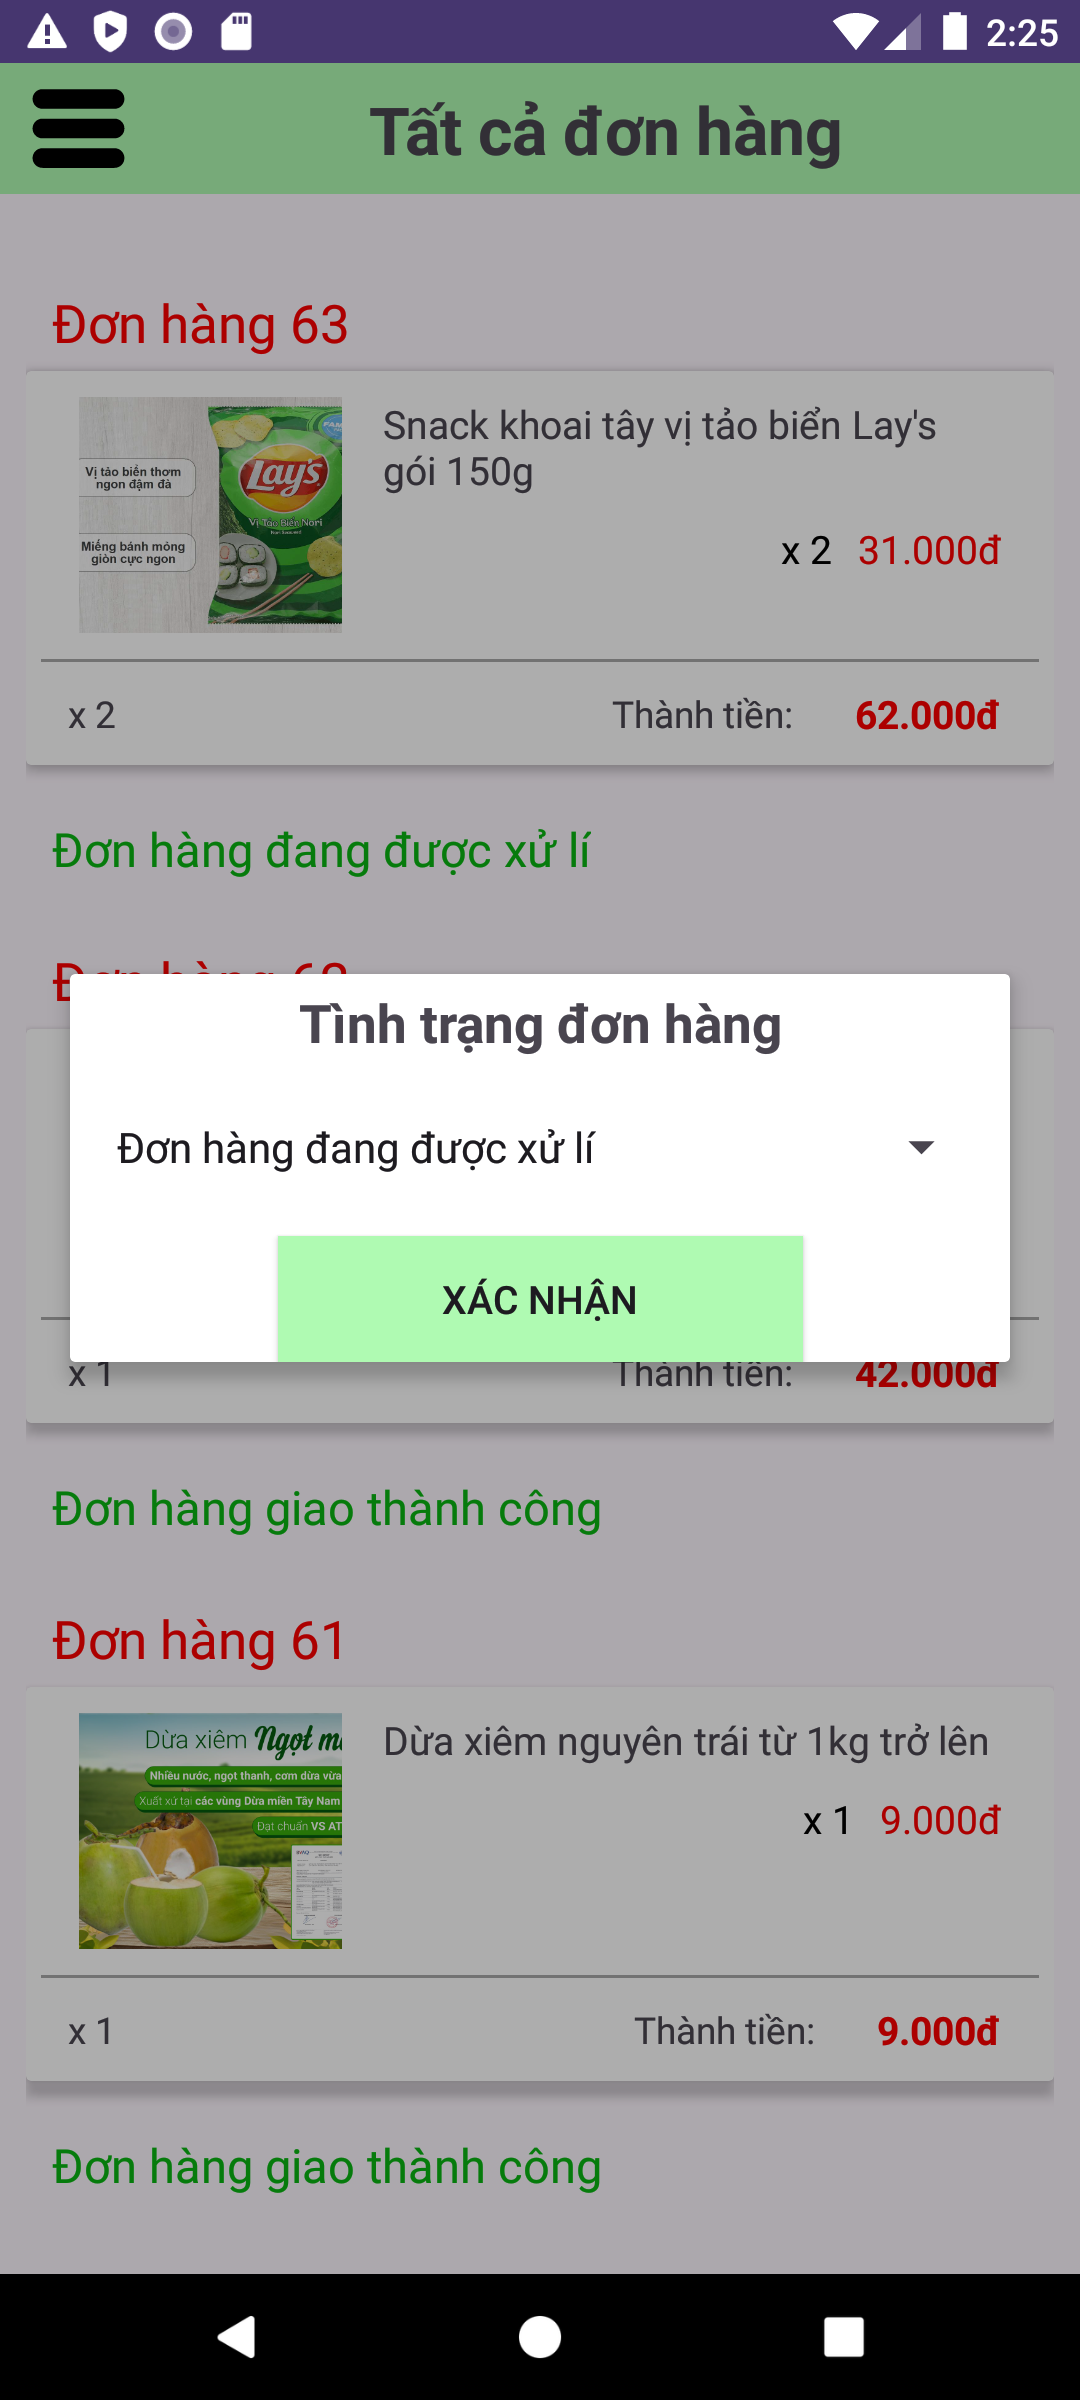 2:25
Tất cả đơn hàng
Đơn hàng 63
Snack khoai tây vị tảo biển Lay's
gói 150g
Vị tảo biển thơm
ngon đậm đà
Miếng bánh mỏng
giòn cực ngon
Lay's
Vị Tảo Biển Nori
x 2 31.000đ
x 2 Thành tiền: 62.000đ
Đơn hàng đang được xử lí
Đơn hàng 62
Tình trạng đơn hàng
Đơn hàng đang được xử lí
XÁC NHẬN
x 1 Thành tiền: 42.000đ
Đơn hàng giao thành công
Đơn hàng 61
Dừa xiêm Ngọt
Nhiều nước, ngọt thanh, cơm dừa vừa
Xuất xứ tại các vùng Dừa miền Tây Nam
Đạt chuẩn VS AT
Dừa xiêm nguyên trái từ 1kg trở lên
x 1 9.000đ
x 1 Thành tiền: 9.000đ
Đơn hàng giao thành công